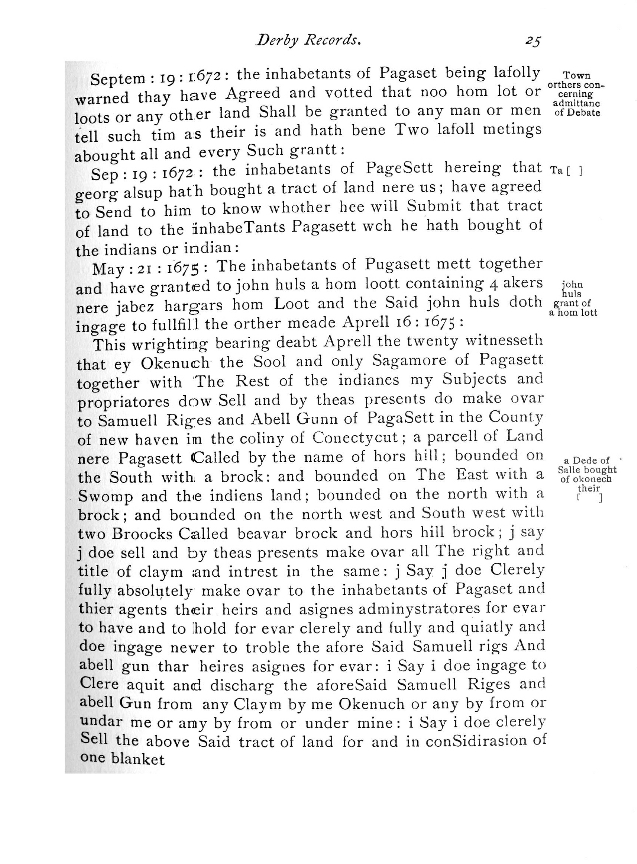 Derby Records. 25
Septem : 19 : 1672 : the inhabetants of Pagaset being lafolly
warned thay have Agreed and votted that noo hom lot or
loots or any other land Shall be granted to any man or men
tell such tim as their is and hath bene Two lafoll metings
abought all and every Such grantt :
Town
orthers con-
cerning
admittanc
of Debate
Sep : 19 : 1672 : the inhabetants of PageSett hereing that
georg alsup hath bought a tract of land nere us ; have agreed
to Send to him to know whother hee will Submit that tract
of land to the inhabeTants Pagasett wch he hath bought of
the indians or indian :
Ta [ ]
May : 21 : 1675 : The inhabetants of Pugasett mett together
and have granted to john huls a hom loott containing 4 akers
nere jabez hargars hom Loot and the Said john huls doth
ingage to fullfill the orther meade Aprell 16 : 1675 :
john
huls
grant of
a hom lott
This wrighting bearing deabt Aprell the twenty witnesseth
that ey Okenuch the Sool and only Sagamore of Pagasett
together with The Rest of the indianes my Subjects and
propriatores dow Sell and by theas presents do make ovar
to Samuell Riges and Abell Gunn of PagaSett in the County
of new haven in the coliny of Conectycut ; a parcell of Land
nere Pagasett Called by the name of hors hill ; bounded on
the South with a brock : and bounded on The East with a
Swomp and the indiens land ; bounded on the north with a
brock ; and bounded on the north west and South west with
two Broocks Called beavar brock and hors hill brock ; j say
j doe sell and by theas presents make ovar all The right and
title of claym and intrest in the same : j Say j doe Clerely
fully absolutely make ovar to the inhabetants of Pagaset and
thier agents their heirs and asignes adminystratores for evar
to have and to hold for evar clerely and fully and quiatly and
doe ingage never to troble the afore Said Samuell rigs And
abell gun thar heires asignes for evar : i Say i doe ingage to
Clere aquit and discharg the aforeSaid Samuell Riges and
abell Gun from any Claym by me Okenuch or any by from or
undar me or any by from or under mine : i Say i doe clerely
Sell the above Said tract of land for and in conSidirasion of
one blanket
a Dede of
Salle bought
of okonech
their
[ ]